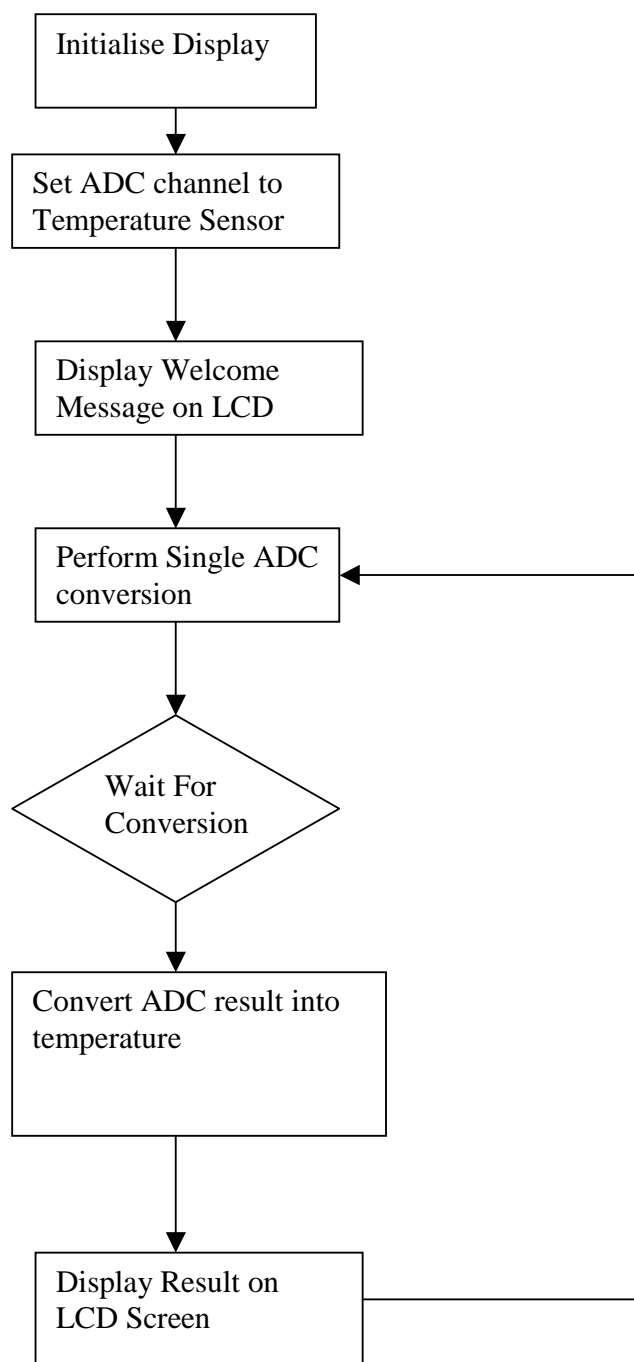 Initialise Display
Set ADC channel to
Temperature Sensor
Display Welcome
Message on LCD
Perform Single ADC
conversion
Wait For
Conversion
Convert ADC result into
temperature
Display Result on
LCD Screen